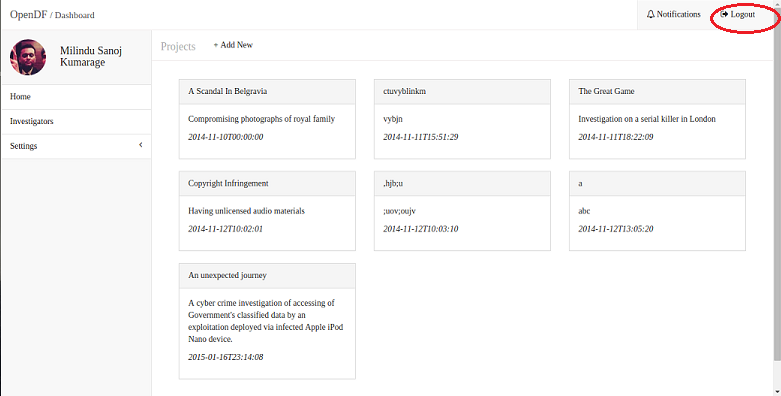 OpenDF / Dashboard
Notifications
Logout
Milindu Sanoj
Kumarage
Projects
+ Add New
Home
Investigators
Settings
A Scandal In Belgravia
Compromising photographs of royal family
2014-11-10T00:00:00
ctuvyblinkm
vybjn
2014-11-11T15:51:29
The Great Game
Investigation on a serial killer in London
2014-11-11T18:22:09
Copyright Infringement
Having unlicensed audio materials
2014-11-12T10:02:01
,hjb;u
;uov;oujv
2014-11-12T10:03:10
a
abc
2014-11-12T13:05:20
An unexpected journey
A cyber crime investigation of accessing of
Government's classified data by an
exploitation deployed via infected Apple iPod
Nano device.
2015-01-16T23:14:08